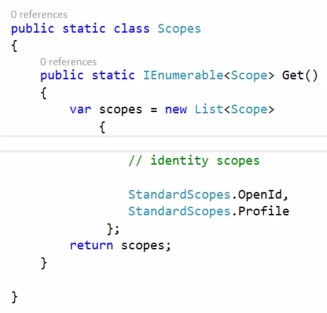 0 references
public static class Scopes
{
0 references
public static IEnumerable<Scope> Get()
{
var scopes = new List<Scope>
{
// identity scopes
StandardScopes.OpenId,
StandardScopes.Profile
};
return scopes;
}
}